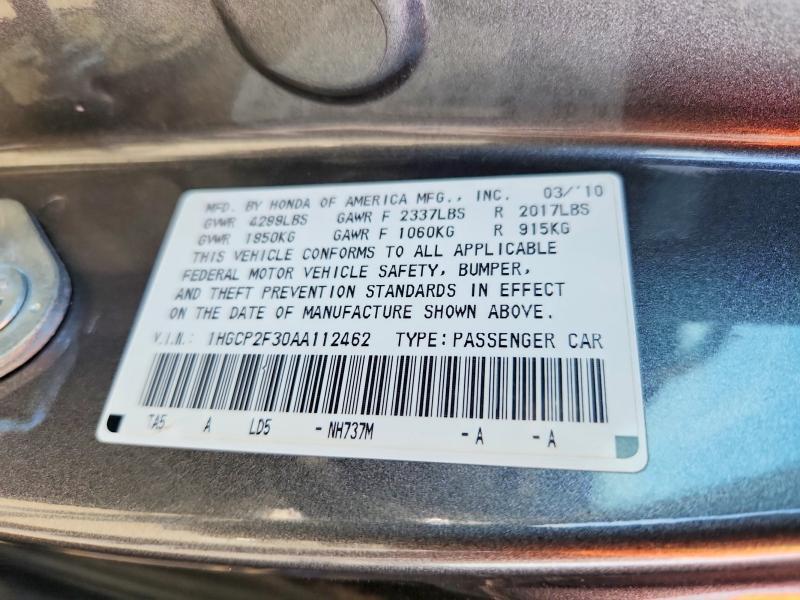 MFD. BY HONDA OF AMERICA MFG., INC. 03/'10
GVWR 4299LBS GAWR F 2337LBS R 2017LBS
GVWR 1950KG GAWR F 1060KG R 915KG
THIS VEHICLE CONFORMS TO ALL APPLICABLE
FEDERAL MOTOR VEHICLE SAFETY, BUMPER,
AND THEFT PREVENTION STANDARDS IN EFFECT
ON THE DATE OF MANUFACTURE SHOWN ABOVE.
V.I.N.: 1HGCP2F30AA112462 TYPE: PASSENGER CAR
TA5 A LD5 - NH737M - A - A